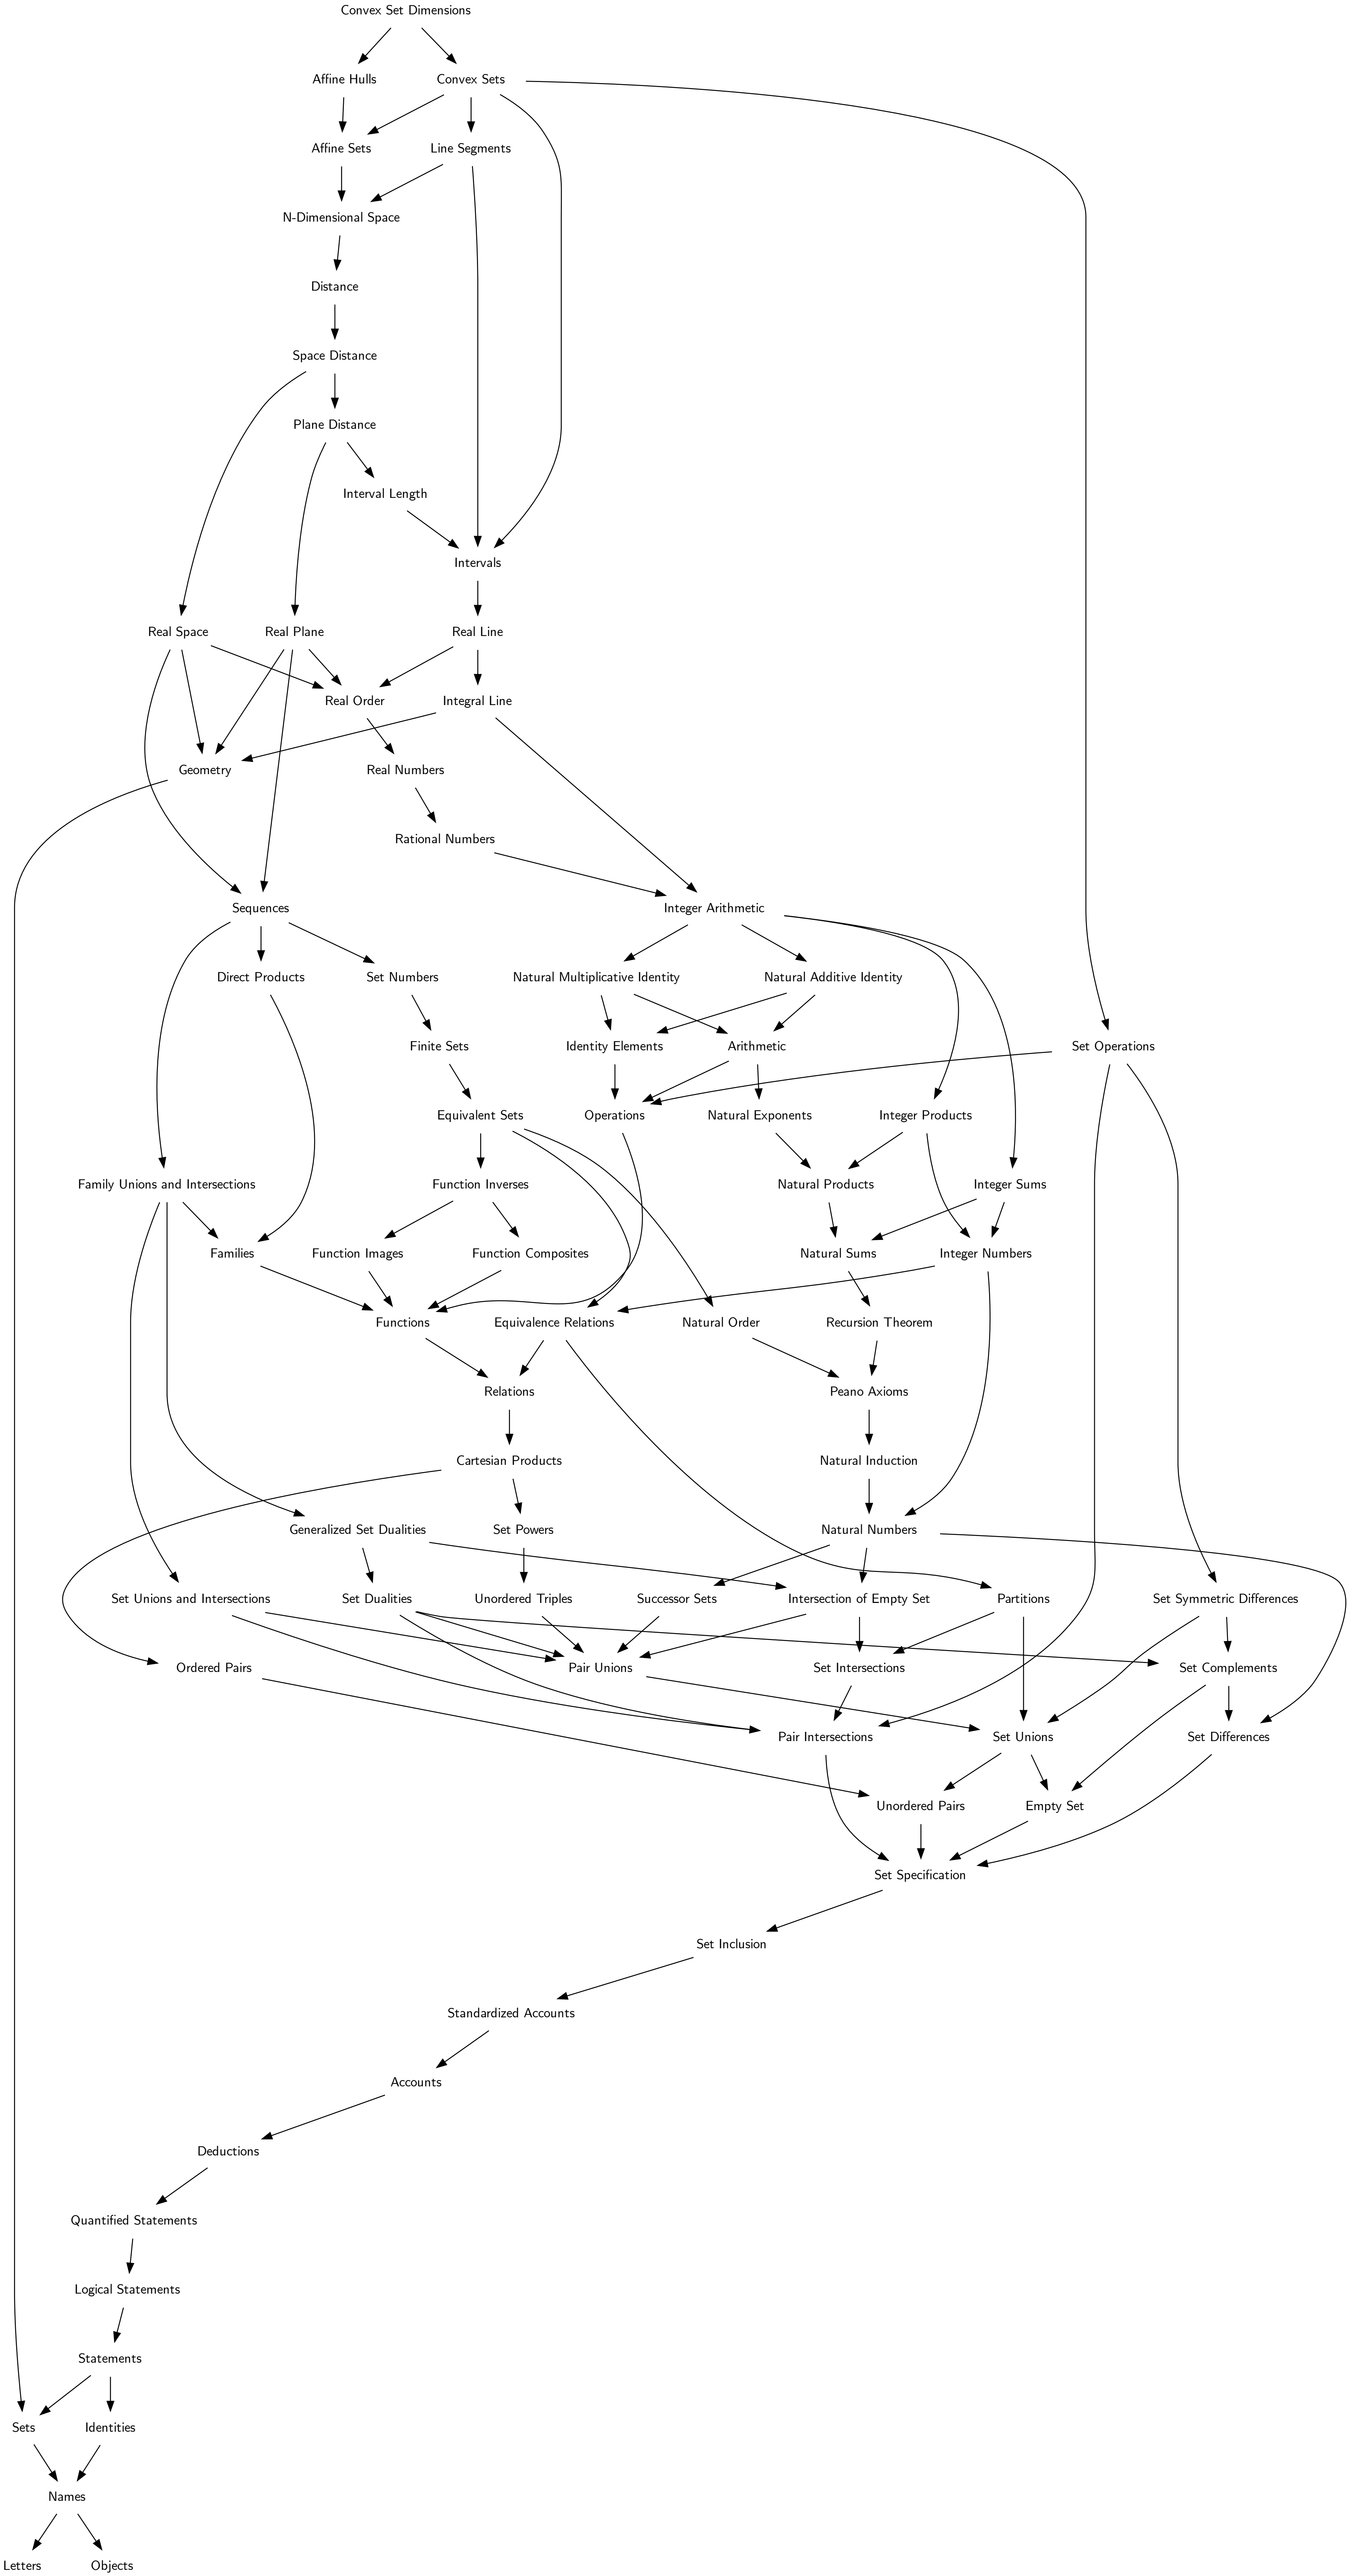 Convex Set Dimensions
Affine Hulls
Convex Sets
Affine Sets
Line Segments
N-Dimensional Space
Distance
Space Distance
Plane Distance
Interval Length
Intervals
Real Space
Real Plane
Real Line
Real Order
Integral Line
Geometry
Real Numbers
Rational Numbers
Sequences
Integer Arithmetic
Direct Products
Set Numbers
Natural Multiplicative Identity
Natural Additive Identity
Finite Sets
Identity Elements
Arithmetic
Set Operations
Equivalent Sets
Operations
Natural Exponents
Integer Products
Family Unions and Intersections
Function Inverses
Natural Products
Integer Sums
Families
Function Images
Function Composites
Natural Sums
Integer Numbers
Functions
Equivalence Relations
Natural Order
Recursion Theorem
Relations
Peano Axioms
Cartesian Products
Natural Induction
Generalized Set Dualities
Set Powers
Natural Numbers
Set Unions and Intersections
Set Dualities
Unordered Triples
Successor Sets
Intersection of Empty Set
Partitions
Set Symmetric Differences
Ordered Pairs
Pair Unions
Set Intersections
Set Complements
Pair Intersections
Set Unions
Set Differences
Unordered Pairs
Empty Set
Set Specification
Set Inclusion
Standardized Accounts
Accounts
Deductions
Quantified Statements
Logical Statements
Statements
Sets
Identities
Names
Letters
Objects